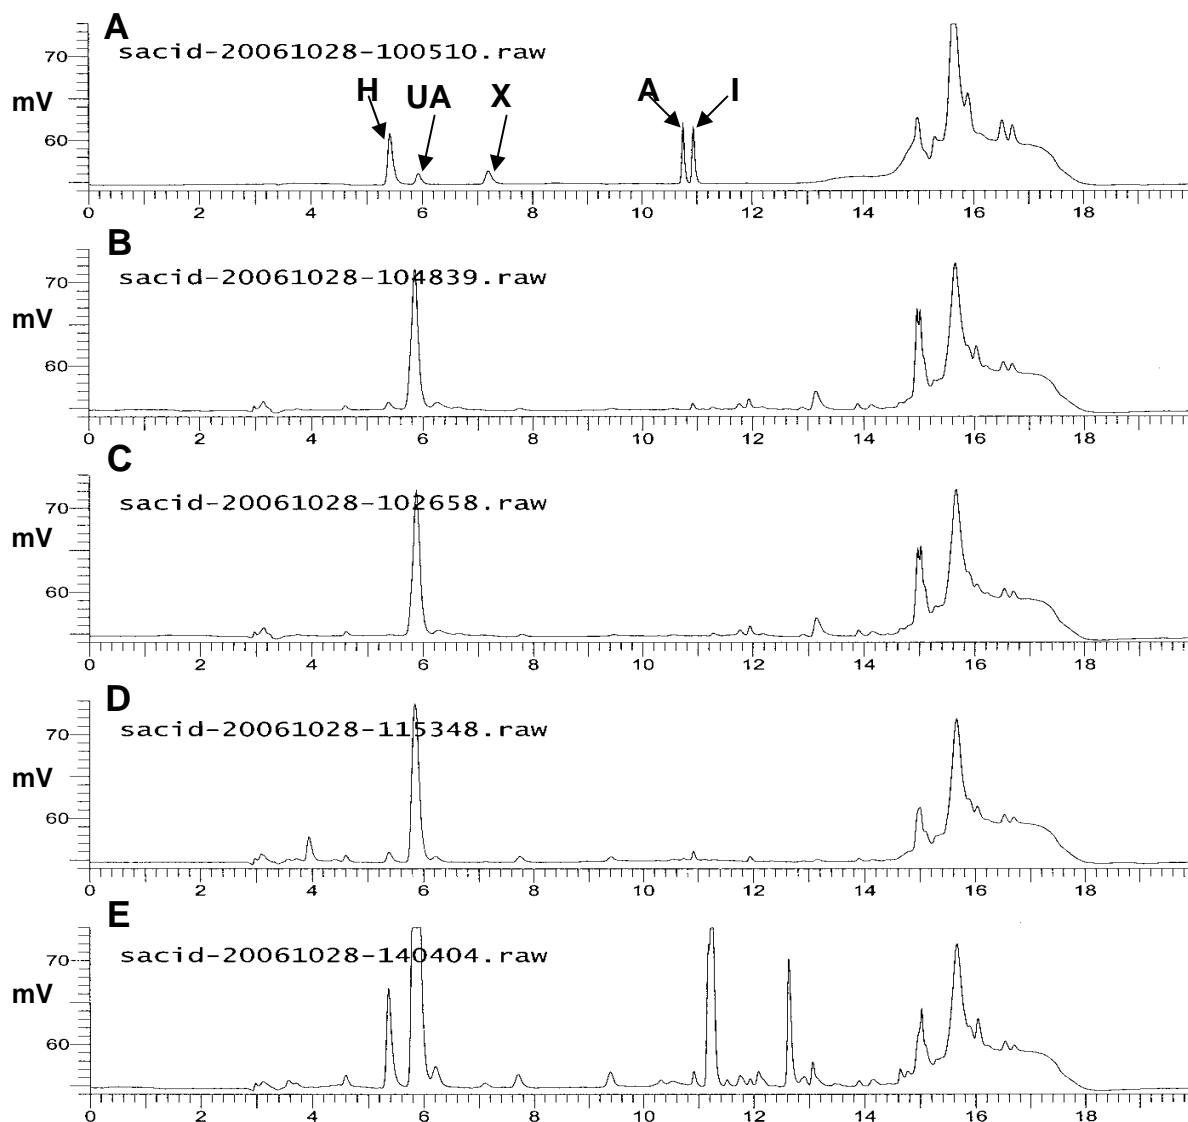 A
sacid-20061028-100510.raw
70
mV
H UA X A I
60
0 2 4 6 8 10 12 14 16 18
B
sacid-20061028-104839.raw
70
mV
60
0 2 4 6 8 10 12 14 16 18
C
sacid-20061028-102658.raw
70
mV
60
0 2 4 6 8 10 12 14 16 18
D
sacid-20061028-115348.raw
70
mV
60
0 2 4 6 8 10 12 14 16 18
E
sacid-20061028-140404.raw
70
mV
60
0 2 4 6 8 10 12 14 16 18